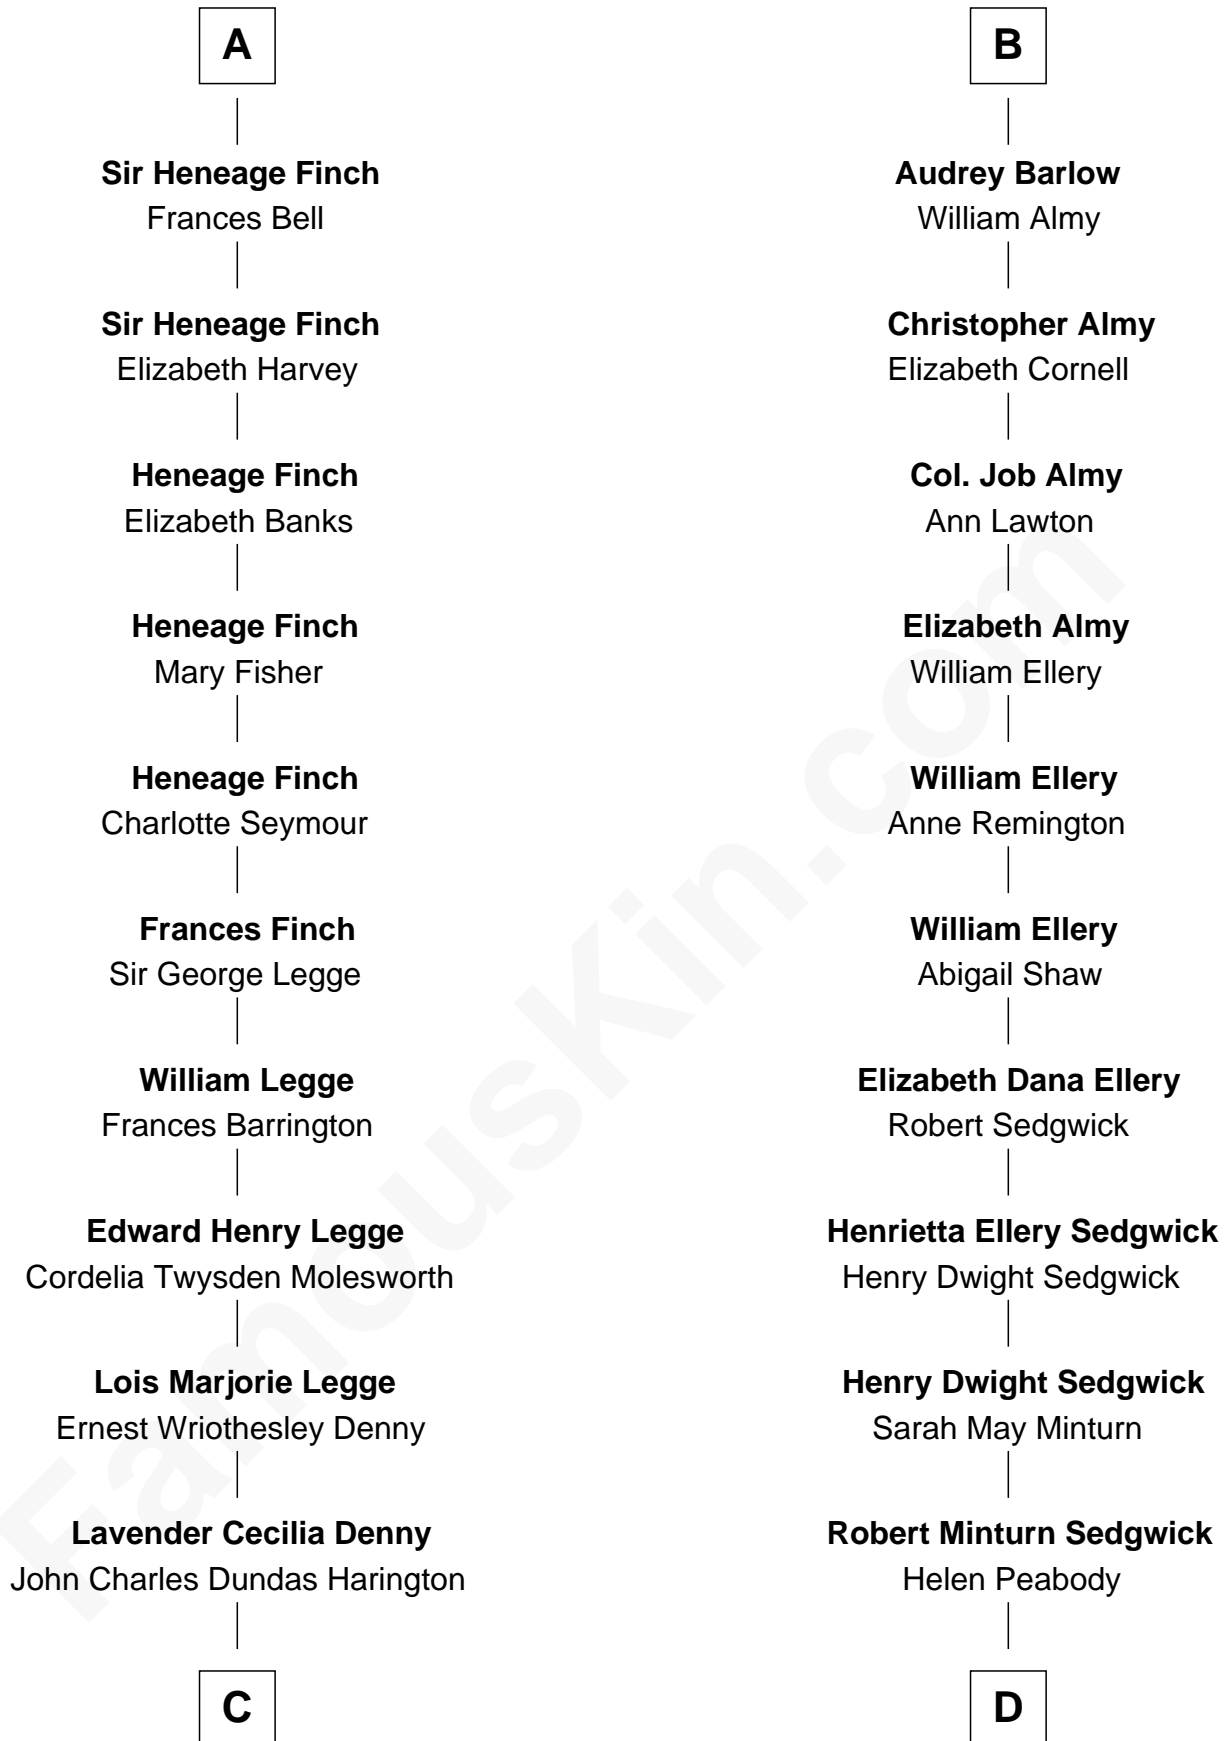 A
Sir Heneage Finch
Frances Bell
Sir Heneage Finch
Elizabeth Harvey
Heneage Finch
Elizabeth Banks
Heneage Finch
Mary Fisher
Heneage Finch
Charlotte Seymour
Frances Finch
Sir George Legge
William Legge
Frances Barrington
Edward Henry Legge
Cordelia Twysden Molesworth
Lois Marjorie Legge
Ernest Wriothesley Denny
Lavender Cecilia Denny
John Charles Dundas Harington
C
B
Audrey Barlow
William Almy
Christopher Almy
Elizabeth Cornell
Col. Job Almy
Ann Lawton
Elizabeth Almy
William Ellery
William Ellery
Anne Remington
William Ellery
Abigail Shaw
Elizabeth Dana Ellery
Robert Sedgwick
Henrietta Ellery Sedgwick
Henry Dwight Sedgwick
Henry Dwight Sedgwick
Sarah May Minturn
Robert Minturn Sedgwick
Helen Peabody
D
FamousKin.com